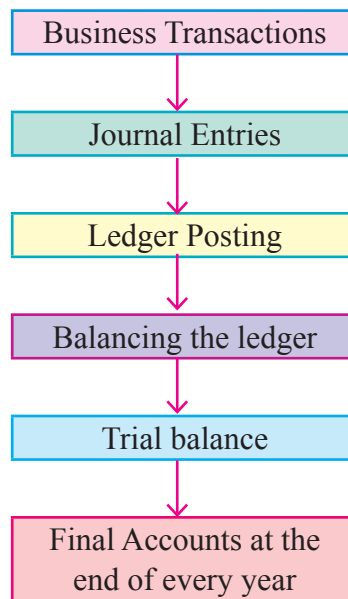 Business Transactions
Journal Entries
Ledger Posting
Balancing the ledger
Trial balance
Final Accounts at the
end of every year